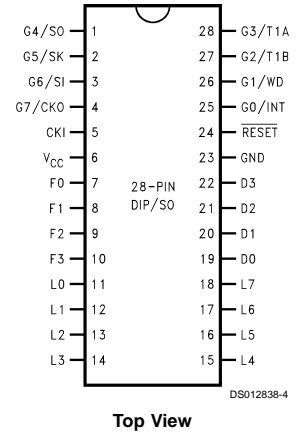 G4/SO 1 28 G3/T1A
G5/SK 2 27 G2/T1B
G6/SI 3 26 G1/WD
G7/CKO 4 25 G0/INT
CKI 5 24 RESET
VCC 6 23 GND
F0 7 28-PIN 22 D3
F1 8 DIP/SO 21 D2
F2 9 20 D1
F3 10 19 D0
L0 11 18 L7
L1 12 17 L6
L2 13 16 L5
L3 14 15 L4
DS012838-4
Top View